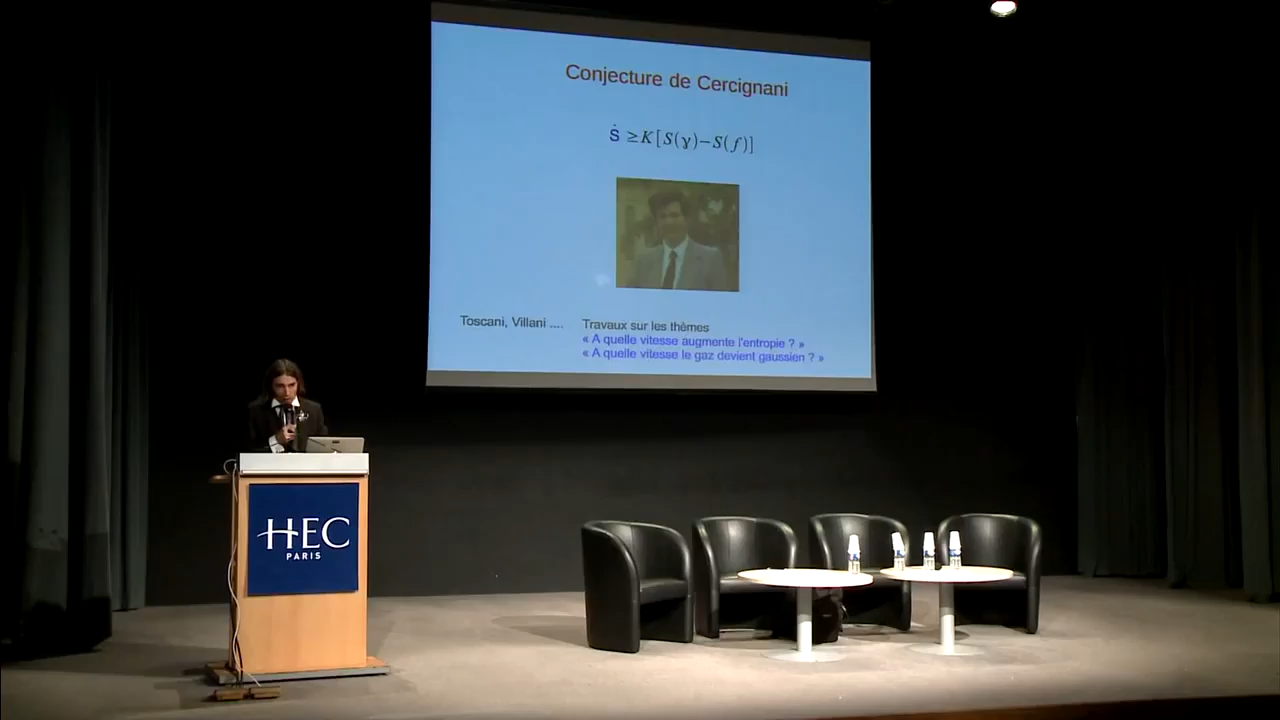 Conjecture de Cercignani
Ṡ ≥K[S(γ)−S(f)]
Toscani, Villani .... Travaux sur les thèmes
« A quelle vitesse augmente l'entropie ? »
« A quelle vitesse le gaz devient gaussien ? »
HEC
PARIS